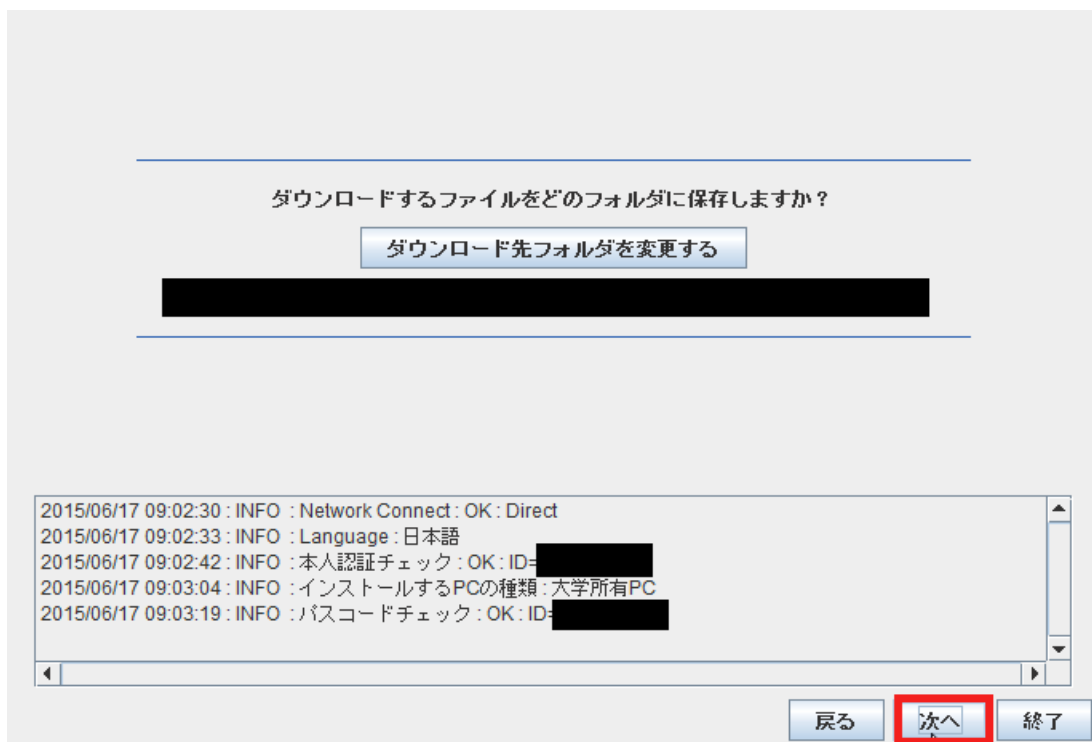 ダウンロードするファイルをどのフォルダに保存しますか？
ダウンロード先フォルダを変更する
2015/06/17 09:02:30 : INFO : Network Connect : OK : Direct
2015/06/17 09:02:33 : INFO : Language : 日本語
2015/06/17 09:02:42 : INFO : 本人認証チェック : OK : ID=
2015/06/17 09:03:04 : INFO : インストールするPCの種類 : 大学所有PC
2015/06/17 09:03:19 : INFO : パスコードチェック : OK : ID=
戻る 次へ 終了